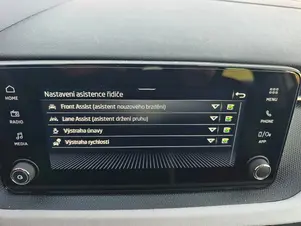 Nastavení asistence řidiče
HOME
Front Assist (asistent nouzového brzdění)
MENU
Lane Assist (asistent držení pruhu)
RADIO
PHONE
Výstraha únavy
MEDIA
Výstraha rychlosti
APP